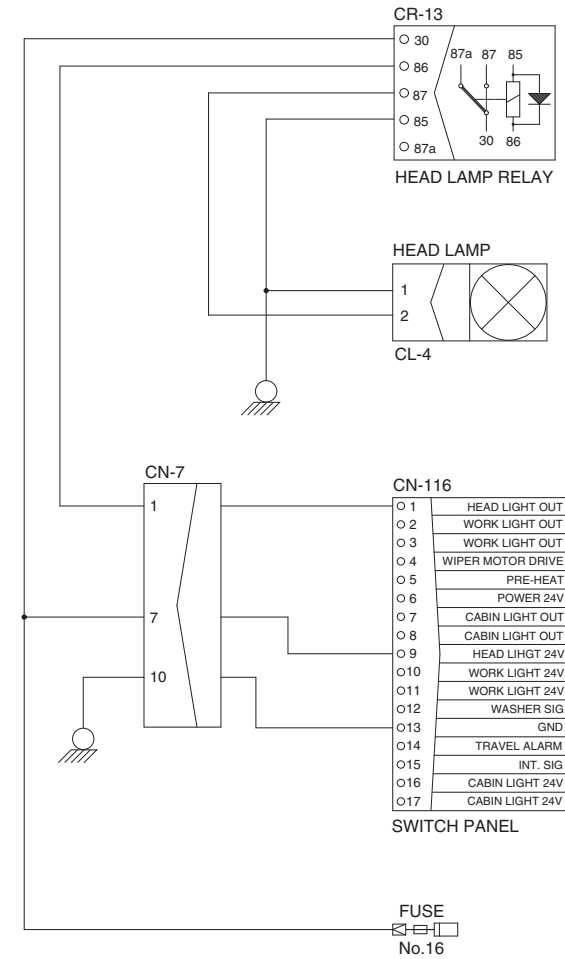 CR-13
30
86
87
85
87a
87a 87 85
30 86
HEAD LAMP RELAY
HEAD LAMP
1
2
CL-4
CN-7
1
7
10
CN-116
1 HEAD LIGHT OUT
2 WORK LIGHT OUT
3 WORK LIGHT OUT
4 WIPER MOTOR DRIVE
5 PRE-HEAT
6 POWER 24V
7 CABIN LIGHT OUT
8 CABIN LIGHT OUT
9 HEAD LIHGT 24V
10 WORK LIGHT 24V
11 WORK LIGHT 24V
12 WASHER SIG
13 GND
14 TRAVEL ALARM
15 INT. SIG
16 CABIN LIGHT 24V
17 CABIN LIGHT 24V
SWITCH PANEL
FUSE
No.16